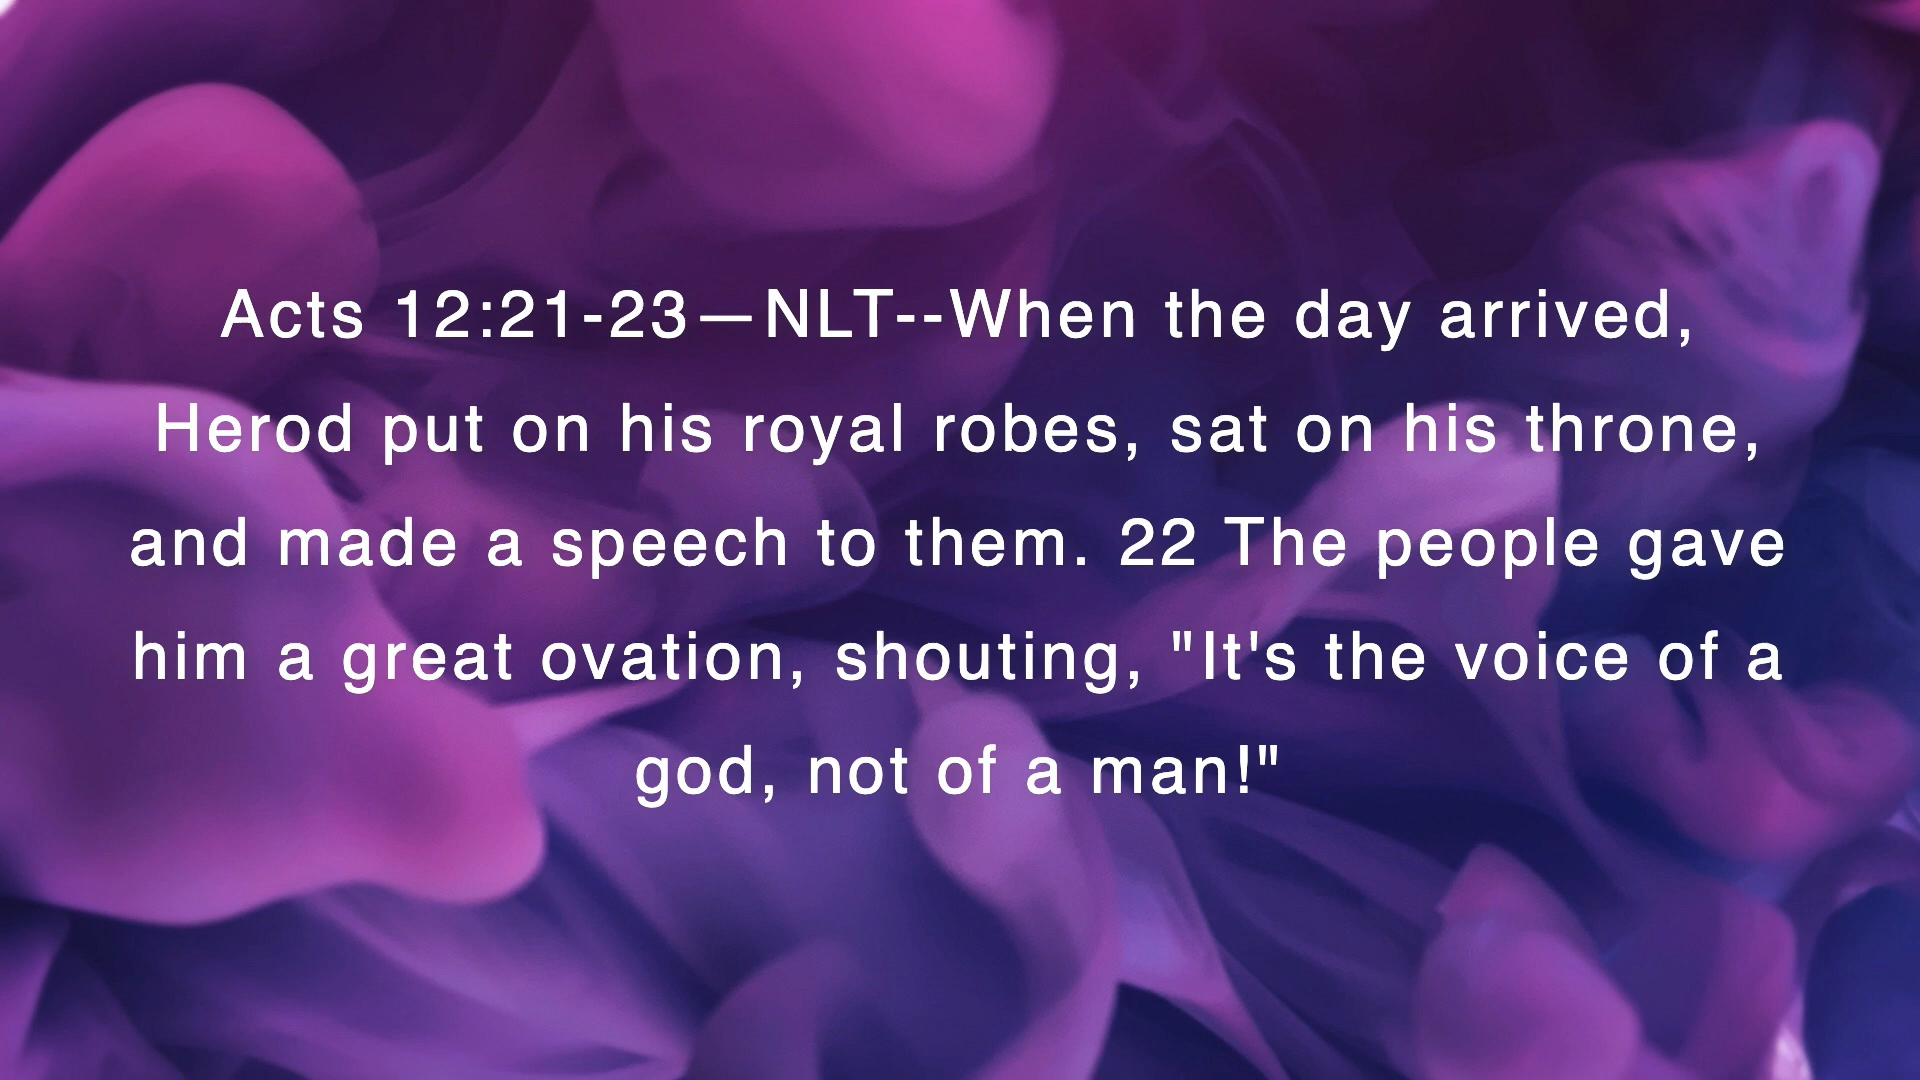 Acts 12:21-23—NLT--When the day arrived,
Herod put on his royal robes, sat on his throne,
and made a speech to them. 22 The people gave
him a great ovation, shouting, "It's the voice of a
god, not of a man!"